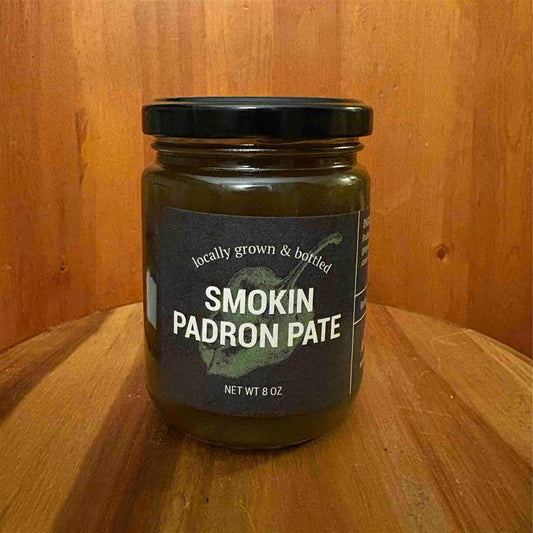 locally grown & bottled
SMOKIN
PADRON PATE
NET WT 8 OZ